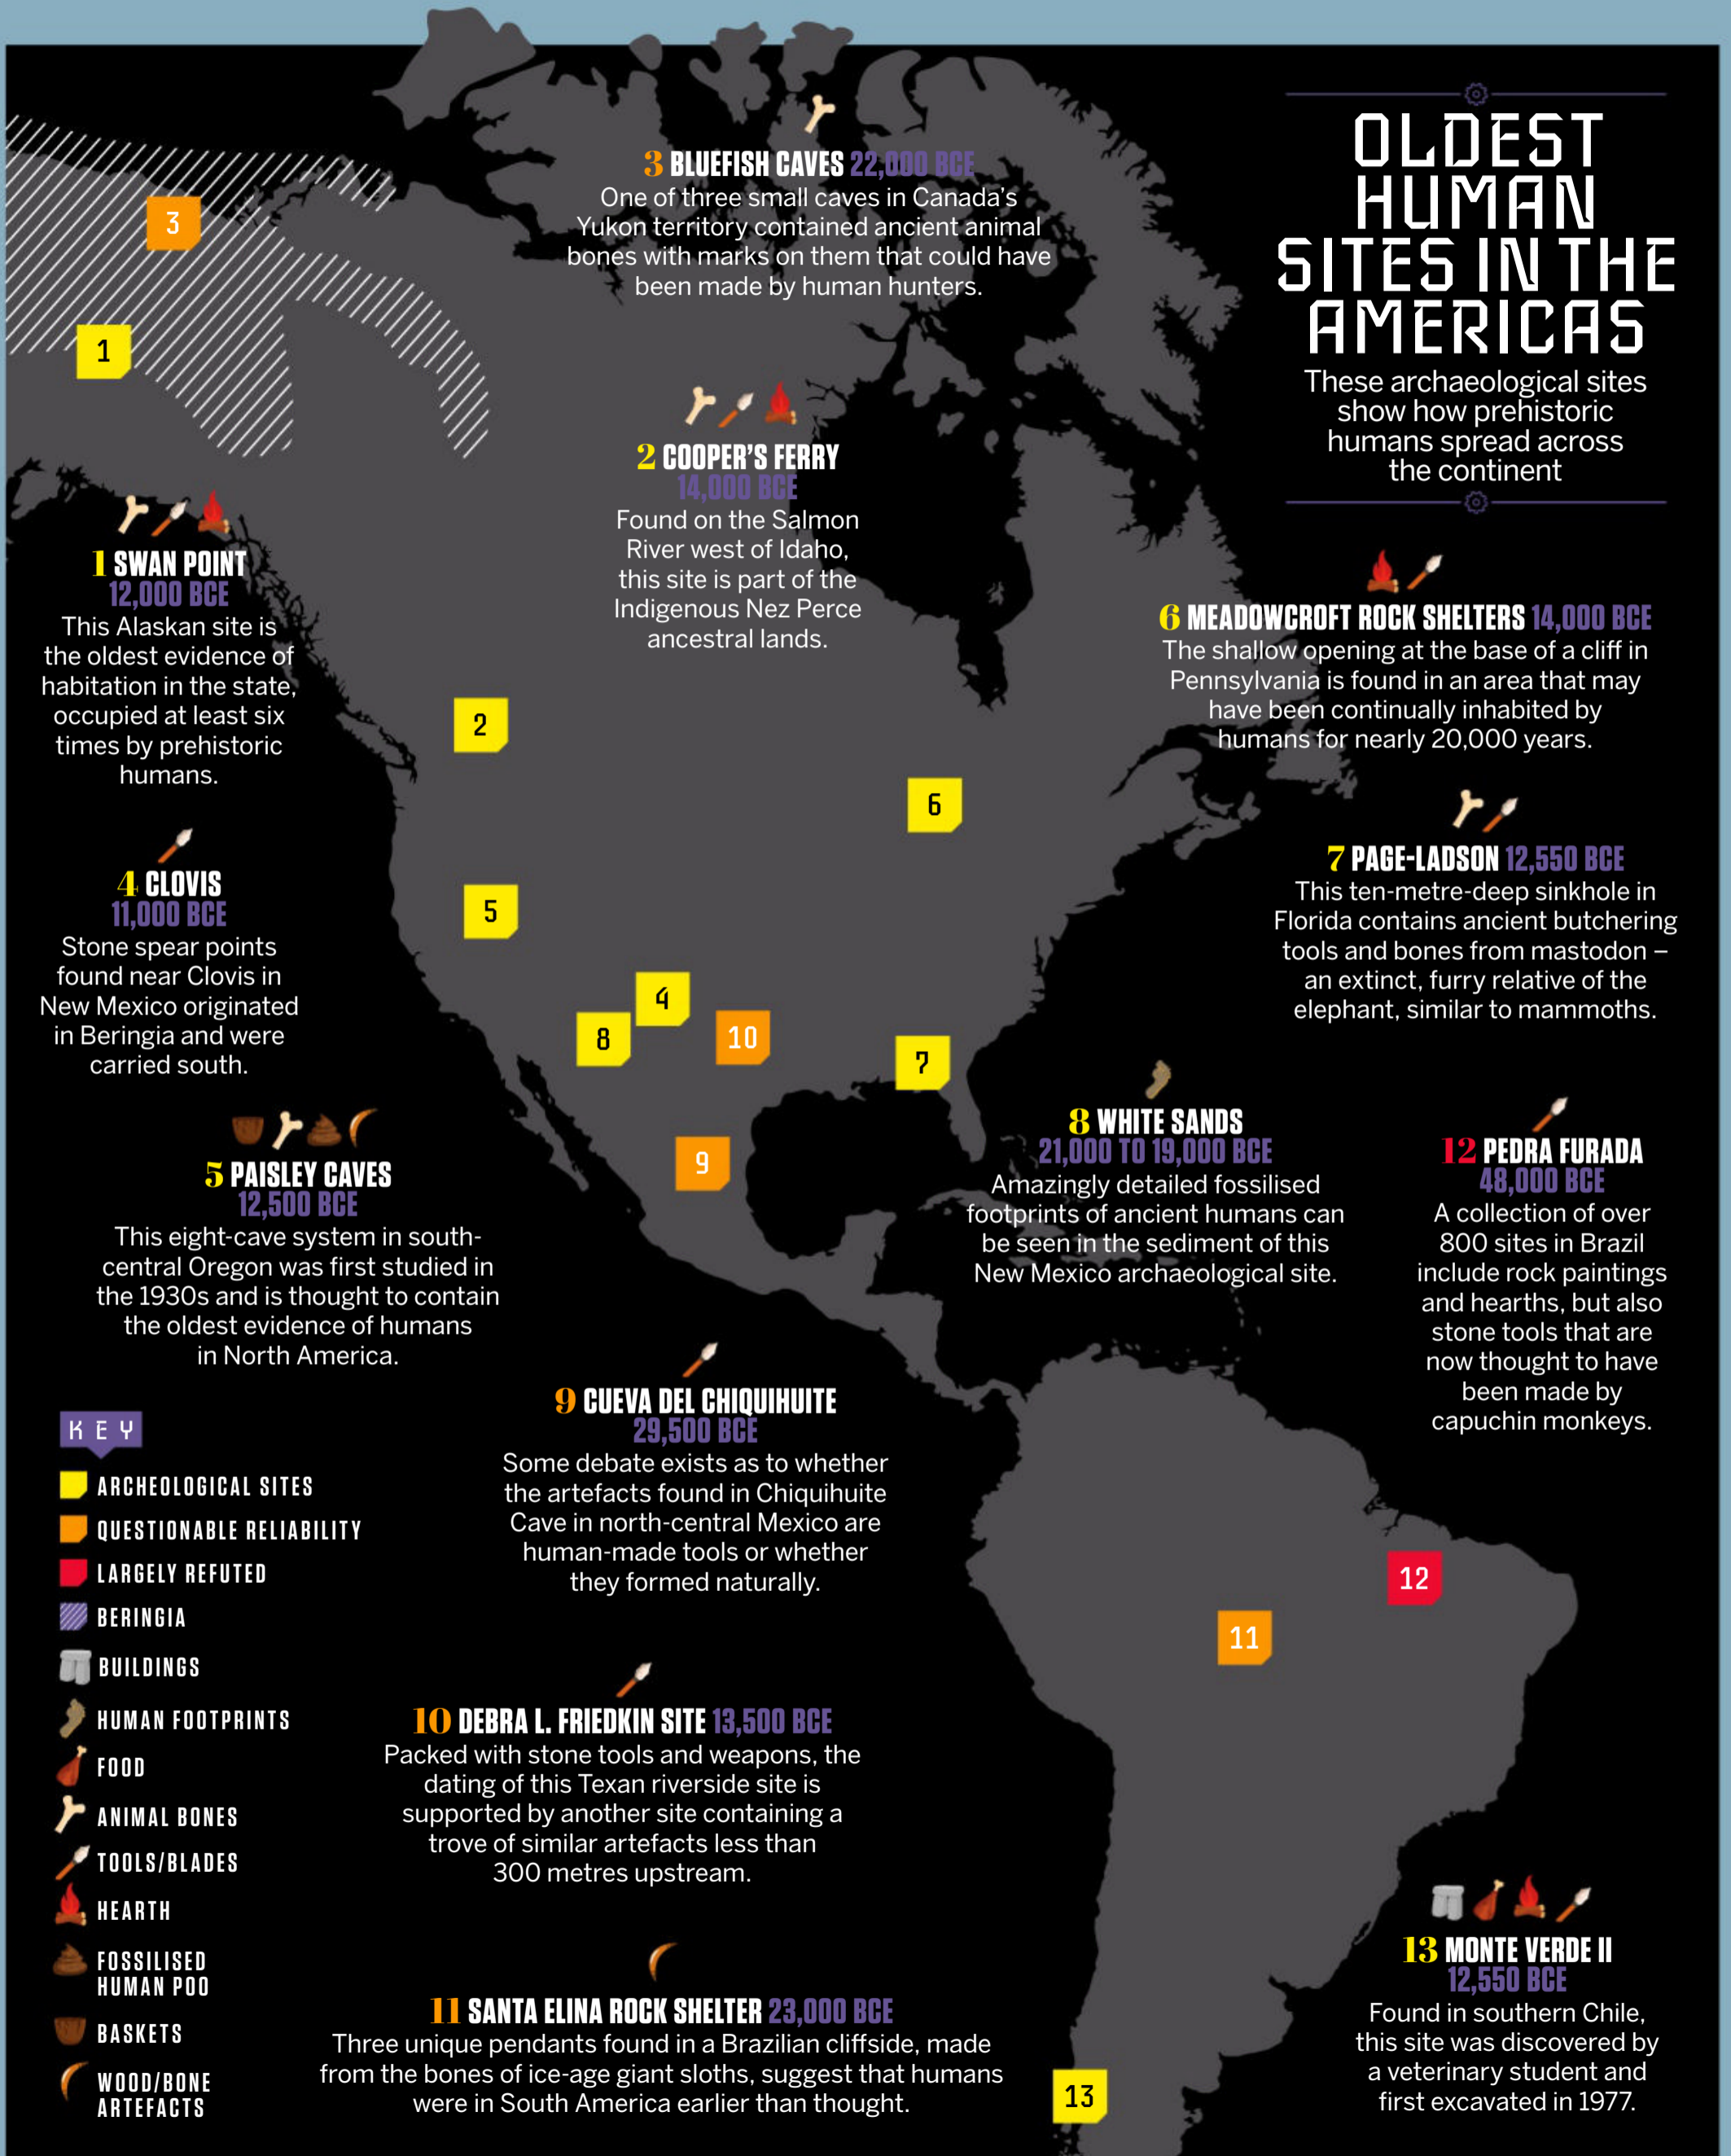 OLDEST
HUMAN
SITES IN THE
AMERICAS
These archaeological sites
show how prehistoric
humans spread across
the continent
3 BLUEFISH CAVES 22,000 BCE
One of three small caves in Canada's
Yukon territory contained ancient animal
bones with marks on them that could have
been made by human hunters.
3
1
2 COOPER'S FERRY
14,000 BCE
Found on the Salmon
River west of Idaho,
this site is part of the
Indigenous Nez Perce
ancestral lands.
1 SWAN POINT
12,000 BCE
This Alaskan site is
the oldest evidence of
habitation in the state,
occupied at least six
times by prehistoric
humans.
6 MEADOWCROFT ROCK SHELTERS 14,000 BCE
The shallow opening at the base of a cliff in
Pennsylvania is found in an area that may
have been continually inhabited by
humans for nearly 20,000 years.
2
6
4 CLOVIS
11,000 BCE
Stone spear points
found near Clovis in
New Mexico originated
in Beringia and were
carried south.
7 PAGE-LADSON 12,550 BCE
This ten-metre-deep sinkhole in
Florida contains ancient butchering
tools and bones from mastodon –
an extinct, furry relative of the
elephant, similar to mammoths.
5
4
8
10
7
9
5 PAISLEY CAVES
12,500 BCE
This eight-cave system in south-
central Oregon was first studied in
the 1930s and is thought to contain
the oldest evidence of humans
in North America.
8 WHITE SANDS
21,000 TO 19,000 BCE
Amazingly detailed fossilised
footprints of ancient humans can
be seen in the sediment of this
New Mexico archaeological site.
12 PEDRA FURADA
48,000 BCE
A collection of over
800 sites in Brazil
include rock paintings
and hearths, but also
stone tools that are
now thought to have
been made by
capuchin monkeys.
9 CUEVA DEL CHIQUIHUITE
29,500 BCE
Some debate exists as to whether
the artefacts found in Chiquihuite
Cave in north-central Mexico are
human-made tools or whether
they formed naturally.
12
11
KEY
ARCHEOLOGICAL SITES
QUESTIONABLE RELIABILITY
LARGELY REFUTED
BERINGIA
BUILDINGS
HUMAN FOOTPRINTS
FOOD
ANIMAL BONES
TOOLS/BLADES
HEARTH
FOSSILISED
HUMAN POO
BASKETS
WOOD/BONE
ARTEFACTS
10 DEBRA L. FRIEDKIN SITE 13,500 BCE
Packed with stone tools and weapons, the
dating of this Texan riverside site is
supported by another site containing a
trove of similar artefacts less than
300 metres upstream.
11 SANTA ELINA ROCK SHELTER 23,000 BCE
Three unique pendants found in a Brazilian cliffside, made
from the bones of ice-age giant sloths, suggest that humans
were in South America earlier than thought.
13
13 MONTE VERDE II
12,550 BCE
Found in southern Chile,
this site was discovered by
a veterinary student and
first excavated in 1977.